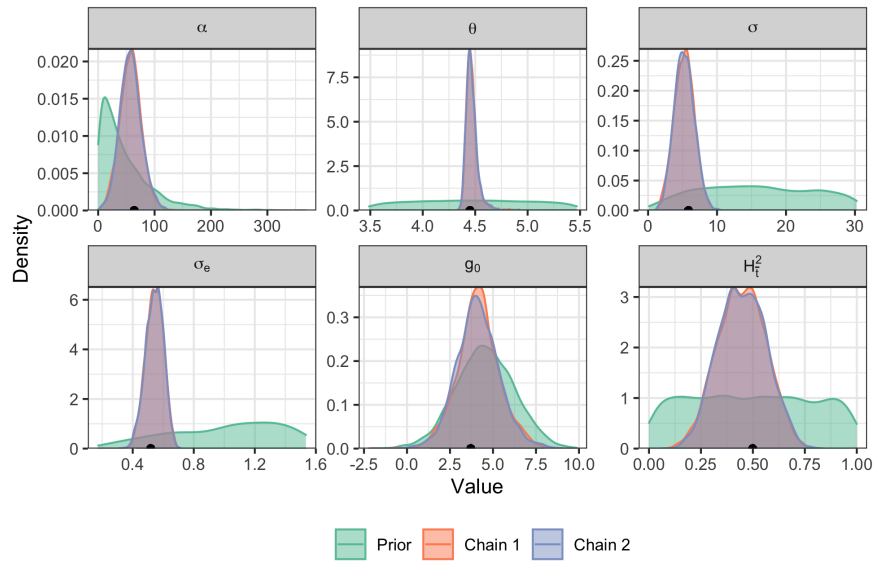 α θ σ
Density
0.020
0.015
0.010
0.005
0.000
0 100 200 300
7.5
5.0
2.5
0.0
3.5 4.0 4.5 5.0 5.5
0.25
0.20
0.15
0.10
0.05
0.00
0 10 20 30
σₑ g₀ H²ₜ̄
6
4
2
0
0.4 0.8 1.2 1.6
0.3
0.2
0.1
0.0
-2.5 0.0 2.5 5.0 7.5 10.0
3
2
1
0
0.00 0.25 0.50 0.75 1.00
Value
Prior Chain 1 Chain 2